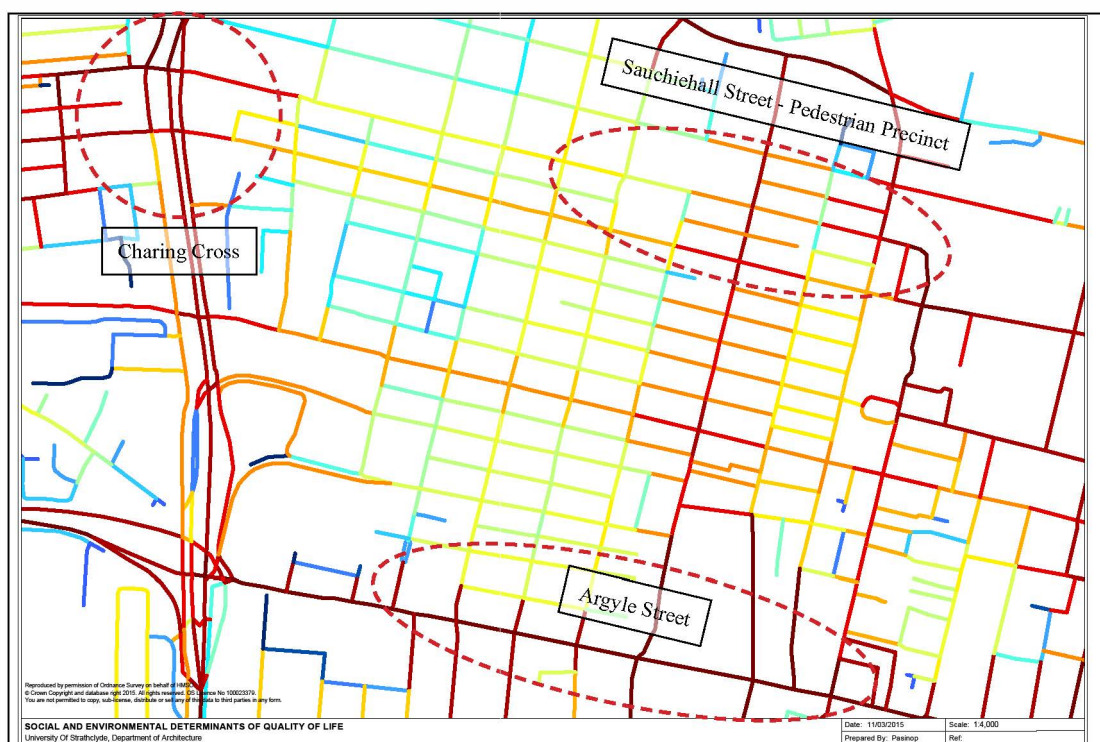 Sauchiehall Street - Pedestrian Precinct
Charing Cross
Argyle Street
Reproduced by permission of Ordnance Survey on behalf of HMSO.
© Crown Copyright and database right 2015. All rights reserved. OS Licence No 100023379.
You are not permitted to copy, sub-license, distribute or sell any of this data to third parties in any form.
SOCIAL AND ENVIRONMENTAL DETERMINANTS OF QUALITY OF LIFE
University Of Strathclyde, Department of Architecture
Date: 11/03/2015
Scale: 1:4,000
Prepared By: Pasinop
Ref: